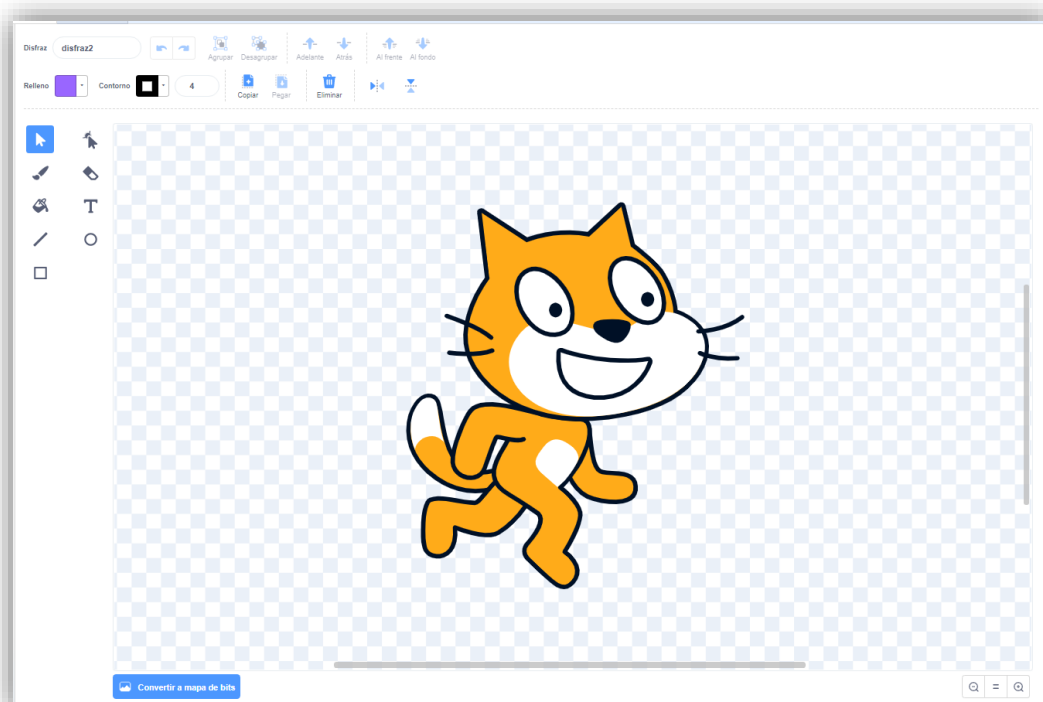 Disfraz disfraz2 Agrupar Desagrupar Adelante Atrás Al frente Al fondo
Relleno Contorno 4 Copiar Pegar Eliminar
T
Convertir a mapa de bits